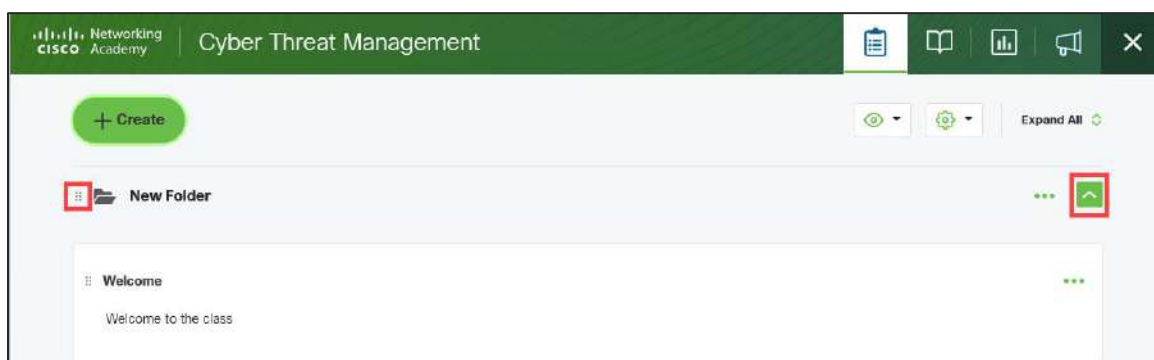 Networking
CISCO Academy
Cyber Threat Management
+ Create
Expand All
New Folder
Welcome
Welcome to the class